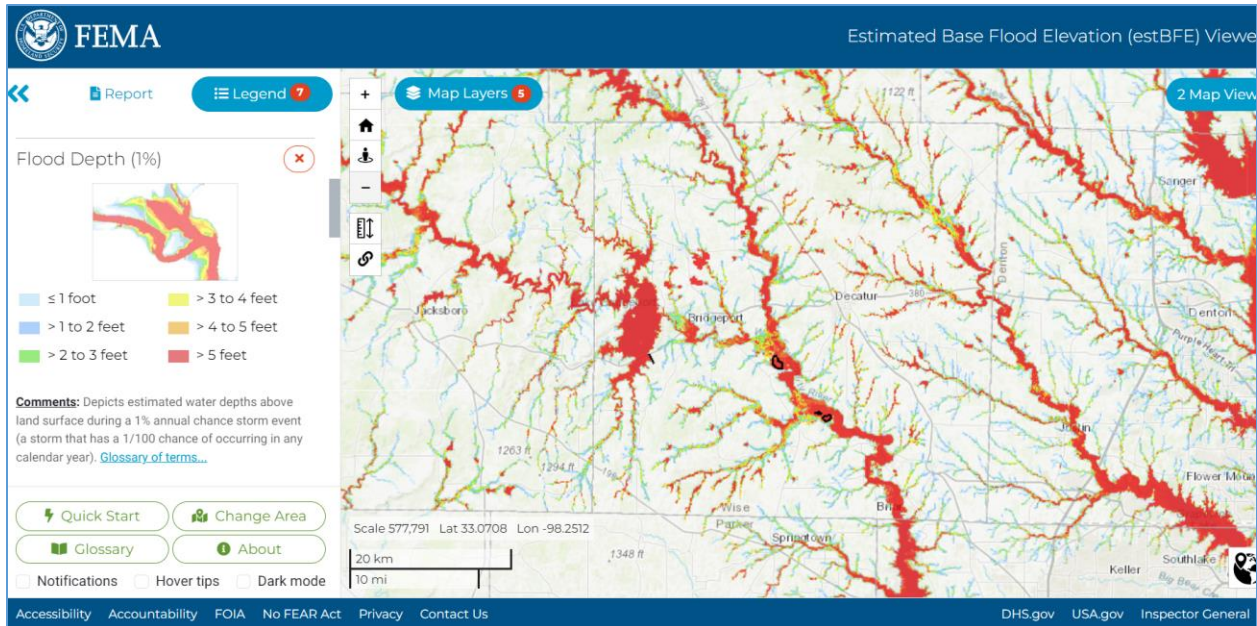 FEMA
Estimated Base Flood Elevation (estBFE) Viewe
Report
Legend 7
Map Layers 5
2 Map View
Flood Depth (1%)
≤ 1 foot
> 3 to 4 feet
> 1 to 2 feet
> 4 to 5 feet
> 2 to 3 feet
> 5 feet
Comments: Depicts estimated water depths above
land surface during a 1% annual chance storm event
(a storm that has a 1/100 chance of occurring in any
calendar year). Glossary of terms...
Quick Start
Change Area
Glossary
About
Notifications
Hover tips
Dark mode
1122 ft
Sanger
Denton
Decatur
380
Jacksboro
Bridgeport
Denton
Purple Heart
Justin
1263 ft
1294 ft
199
Flower Moun
Wise
Parker
Springtown
1348 ft
Keller
Southlake
Big Bear
Scale 577,791 Lat 33.0708 Lon -98.2512
20 km
10 mi
Accessibility
Accountability
FOIA
No FEAR Act
Privacy
Contact Us
DHS.gov
USA.gov
Inspector General